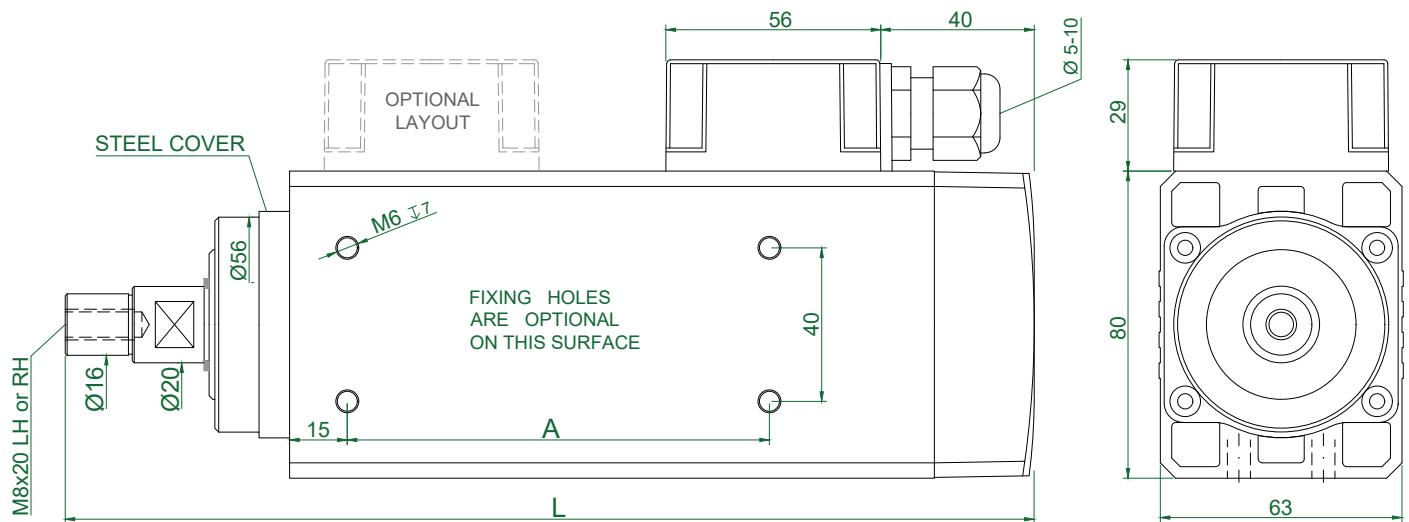 56
40
Ø 5-10
OPTIONAL
LAYOUT
29
STEEL COVER
M6 ↧7
Ø56
FIXING HOLES
ARE OPTIONAL
ON THIS SURFACE
40
80
M8x20 LH or RH
Ø16
Ø20
15
A
L
63